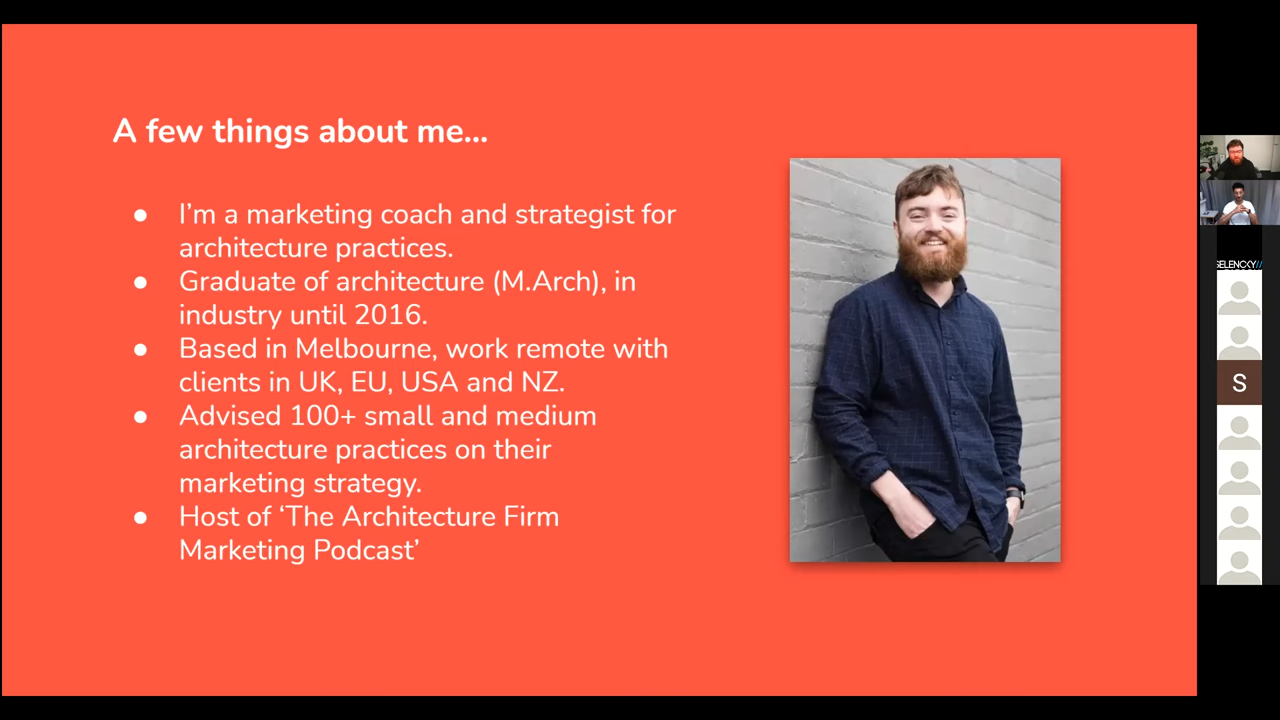 A few things about me...
● I’m a marketing coach and strategist for
architecture practices.
● Graduate of architecture (M.Arch), in
industry until 2016.
● Based in Melbourne, work remote with
clients in UK, EU, USA and NZ.
● Advised 100+ small and medium
architecture practices on their
marketing strategy.
● Host of ‘The Architecture Firm
Marketing Podcast’
SELENCKY//
S